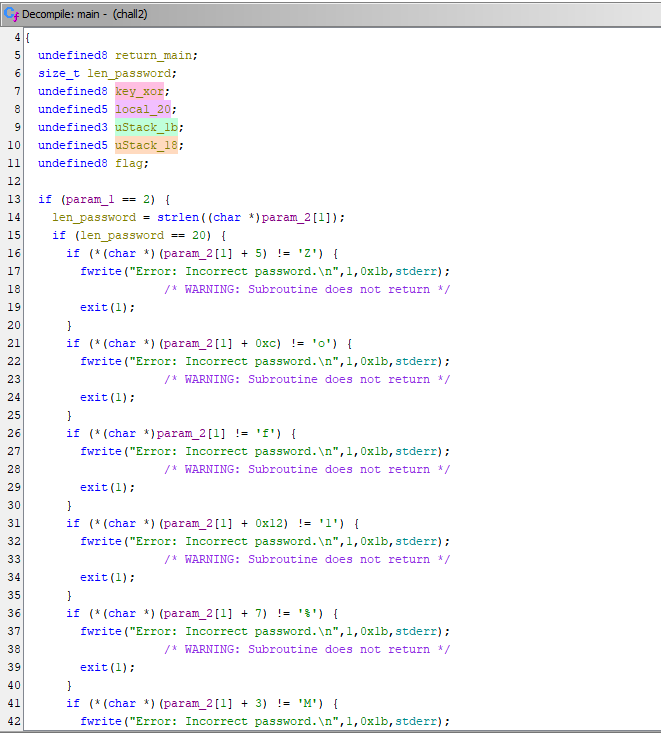 Decompile: main - (chall2)
4 {
5 undefined8 return_main;
6 size_t len_password;
7 undefined8 key_xor;
8 undefined5 local_20;
9 undefined3 uStack_1b;
10 undefined5 uStack_18;
11 undefined8 flag;
12
13 if (param_1 == 2) {
14 len_password = strlen((char *)param_2[1]);
15 if (len_password == 20) {
16 if (*(char *)(param_2[1] + 5) != 'Z') {
17 fwrite("Error: Incorrect password.\n",1,0x1b,stderr);
18 /* WARNING: Subroutine does not return */
19 exit(1);
20 }
21 if (*(char *)(param_2[1] + 0xc) != 'o') {
22 fwrite("Error: Incorrect password.\n",1,0x1b,stderr);
23 /* WARNING: Subroutine does not return */
24 exit(1);
25 }
26 if (*(char *)param_2[1] != 'f') {
27 fwrite("Error: Incorrect password.\n",1,0x1b,stderr);
28 /* WARNING: Subroutine does not return */
29 exit(1);
30 }
31 if (*(char *)(param_2[1] + 0x12) != '1') {
32 fwrite("Error: Incorrect password.\n",1,0x1b,stderr);
33 /* WARNING: Subroutine does not return */
34 exit(1);
35 }
36 if (*(char *)(param_2[1] + 7) != '%') {
37 fwrite("Error: Incorrect password.\n",1,0x1b,stderr);
38 /* WARNING: Subroutine does not return */
39 exit(1);
40 }
41 if (*(char *)(param_2[1] + 3) != 'M') {
42 fwrite("Error: Incorrect password.\n",1,0x1b,stderr);